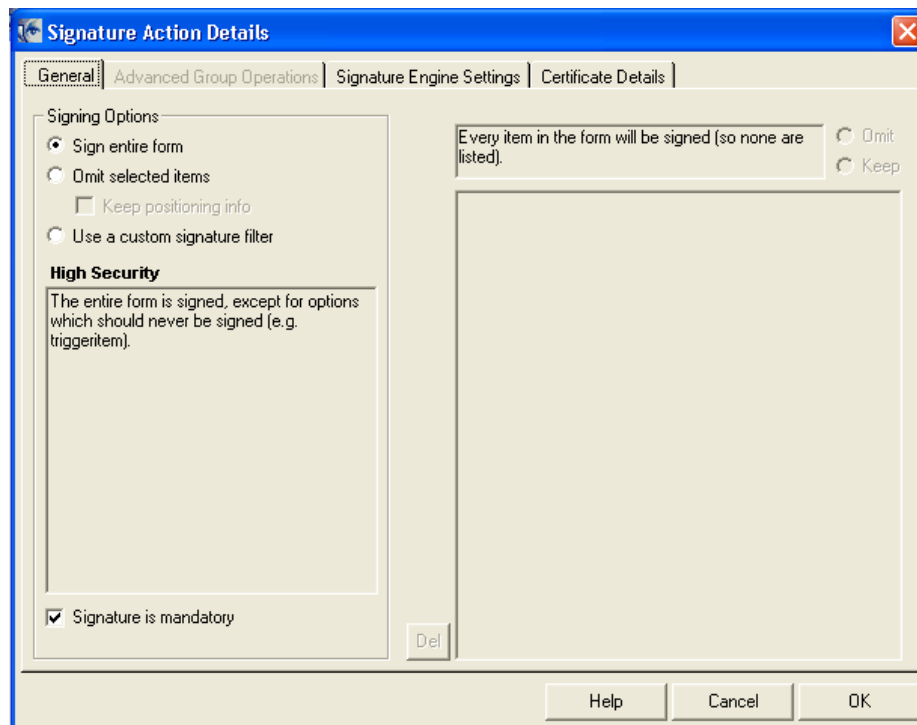 Signature Action Details
General
Advanced Group Operations
Signature Engine Settings
Certificate Details
Signing Options
Sign entire form
Omit selected items
Keep positioning info
Use a custom signature filter
High Security
The entire form is signed, except for options
which should never be signed (e.g.
triggeritem).
Signature is mandatory
Every item in the form will be signed (so none are
listed).
Omit
Keep
Del
Help
Cancel
OK